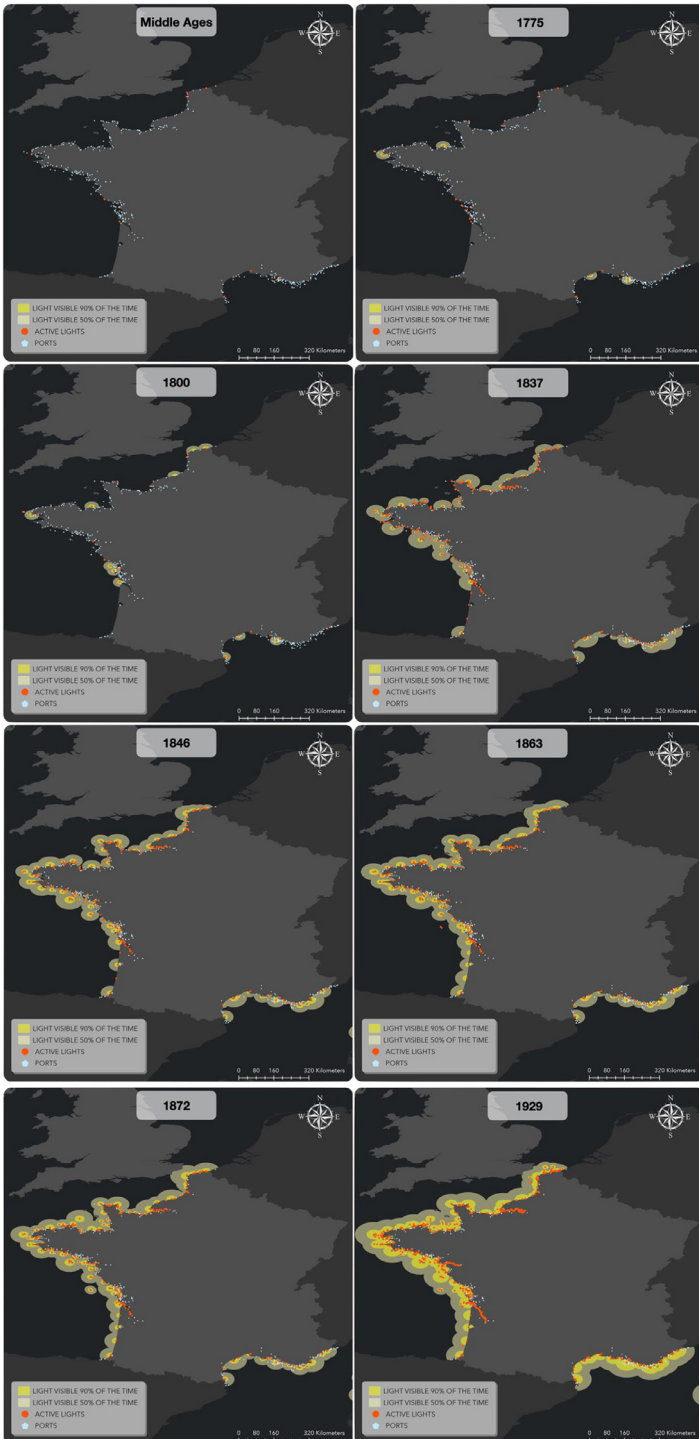 Middle Ages
N
W E
S
LIGHT VISIBLE 90% OF THE TIME
LIGHT VISIBLE 50% OF THE TIME
ACTIVE LIGHTS
PORTS
0 80 160 320 Kilometers
1775
N
W E
S
LIGHT VISIBLE 90% OF THE TIME
LIGHT VISIBLE 50% OF THE TIME
ACTIVE LIGHTS
PORTS
0 80 160 320 Kilometers
1800
N
W E
S
LIGHT VISIBLE 90% OF THE TIME
LIGHT VISIBLE 50% OF THE TIME
ACTIVE LIGHTS
PORTS
0 80 160 320 Kilometers
1837
N
W E
S
LIGHT VISIBLE 90% OF THE TIME
LIGHT VISIBLE 50% OF THE TIME
ACTIVE LIGHTS
PORTS
0 80 160 320 Kilometers
1846
N
W E
S
LIGHT VISIBLE 90% OF THE TIME
LIGHT VISIBLE 50% OF THE TIME
ACTIVE LIGHTS
PORTS
0 80 160 320 Kilometers
1863
N
W E
S
LIGHT VISIBLE 90% OF THE TIME
LIGHT VISIBLE 50% OF THE TIME
ACTIVE LIGHTS
PORTS
0 80 160 320 Kilometers
1872
N
W E
S
LIGHT VISIBLE 90% OF THE TIME
LIGHT VISIBLE 50% OF THE TIME
ACTIVE LIGHTS
PORTS
0 80 160 320 Kilometers
1929
N
W E
S
LIGHT VISIBLE 90% OF THE TIME
LIGHT VISIBLE 50% OF THE TIME
ACTIVE LIGHTS
PORTS
0 80 160 320 Kilometers